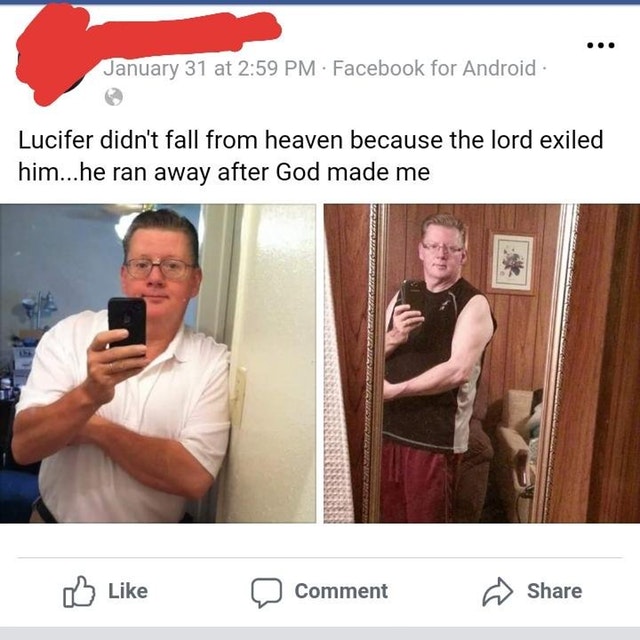 January 31 at 2:59 PM · Facebook for Android ·
Lucifer didn't fall from heaven because the lord exiled
him...he ran away after God made me
Like Comment Share